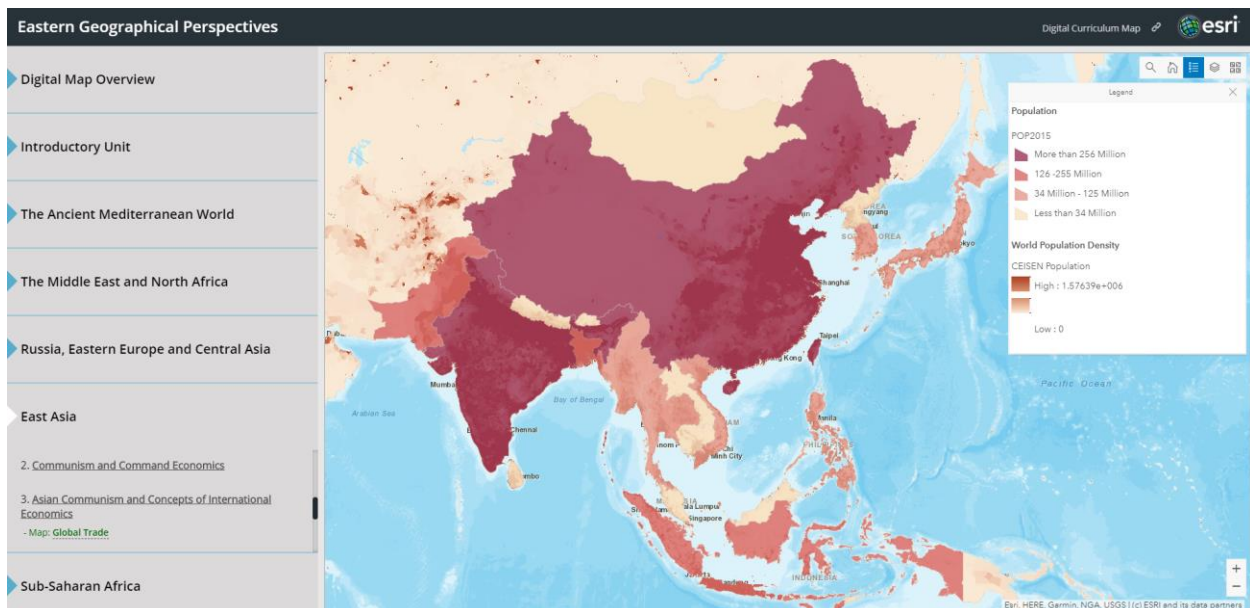 Eastern Geographical Perspectives
Digital Curriculum Map
esri
Digital Map Overview
Introductory Unit
The Ancient Mediterranean World
The Middle East and North Africa
Russia, Eastern Europe and Central Asia
East Asia
2. Communism and Command Economics
3. Asian Communism and Concepts of International
Economics
- Map: Global Trade
Sub-Saharan Africa
Legend
Population
POP2015
More than 256 Million
126 -255 Million
34 Million - 125 Million
Less than 34 Million
World Population Density
CEISEN Population
High : 1.57639e+006
Low : 0
Shanghai
Taipei
Kong
Mumba
Chennai
Arabian Sea
Bay of Bengal
Pacific Ocean
Minh City
Singapore
INDONESIA
+
−
Esri, HERE, Garmin, NGA, USGS | (c) ESRI and its data partners